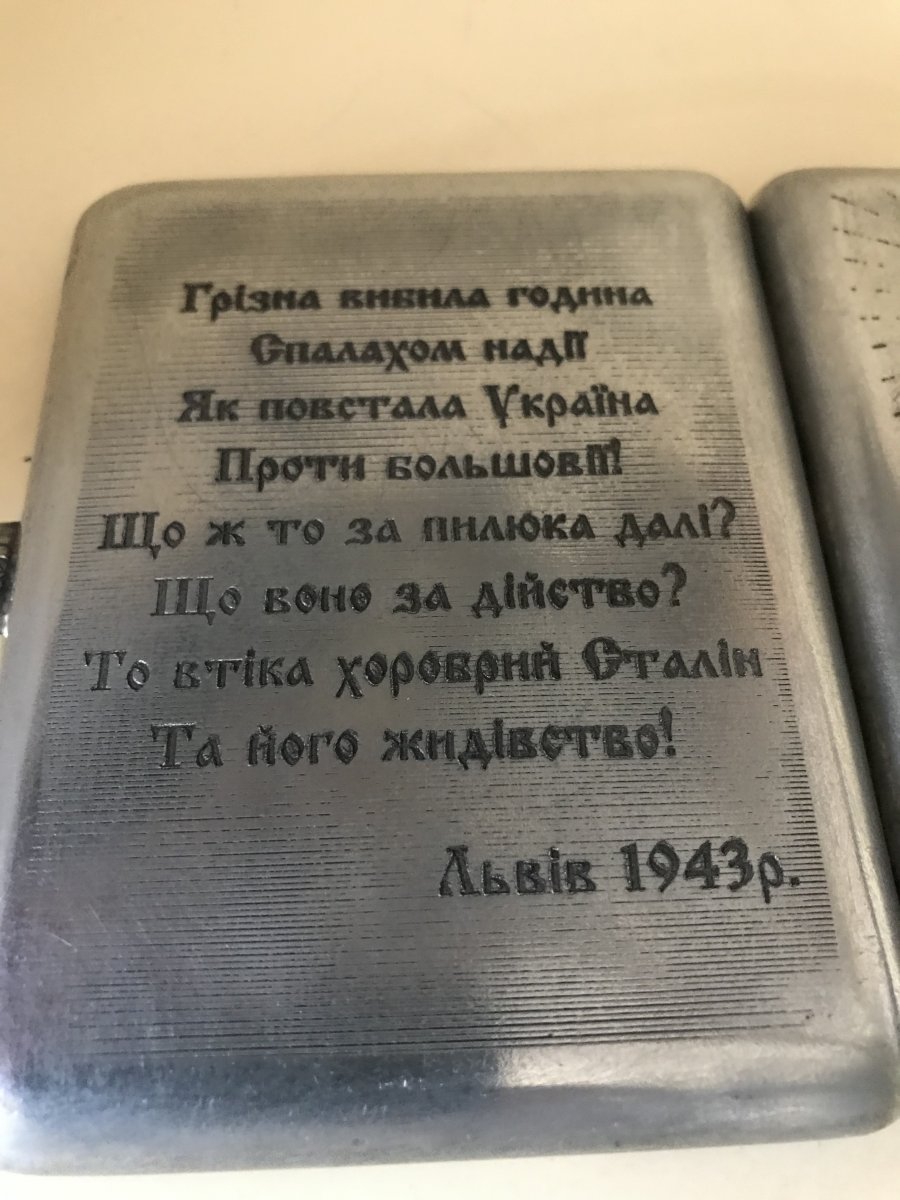 Грізна вибила година
Спалахом надії
Як повстала Україна
Проти большовії!
Що ж то за пилюка далі?
Що воно за дійство?
То втіка хоробрий Сталін
Та його жидівство!
Львів 1943р.